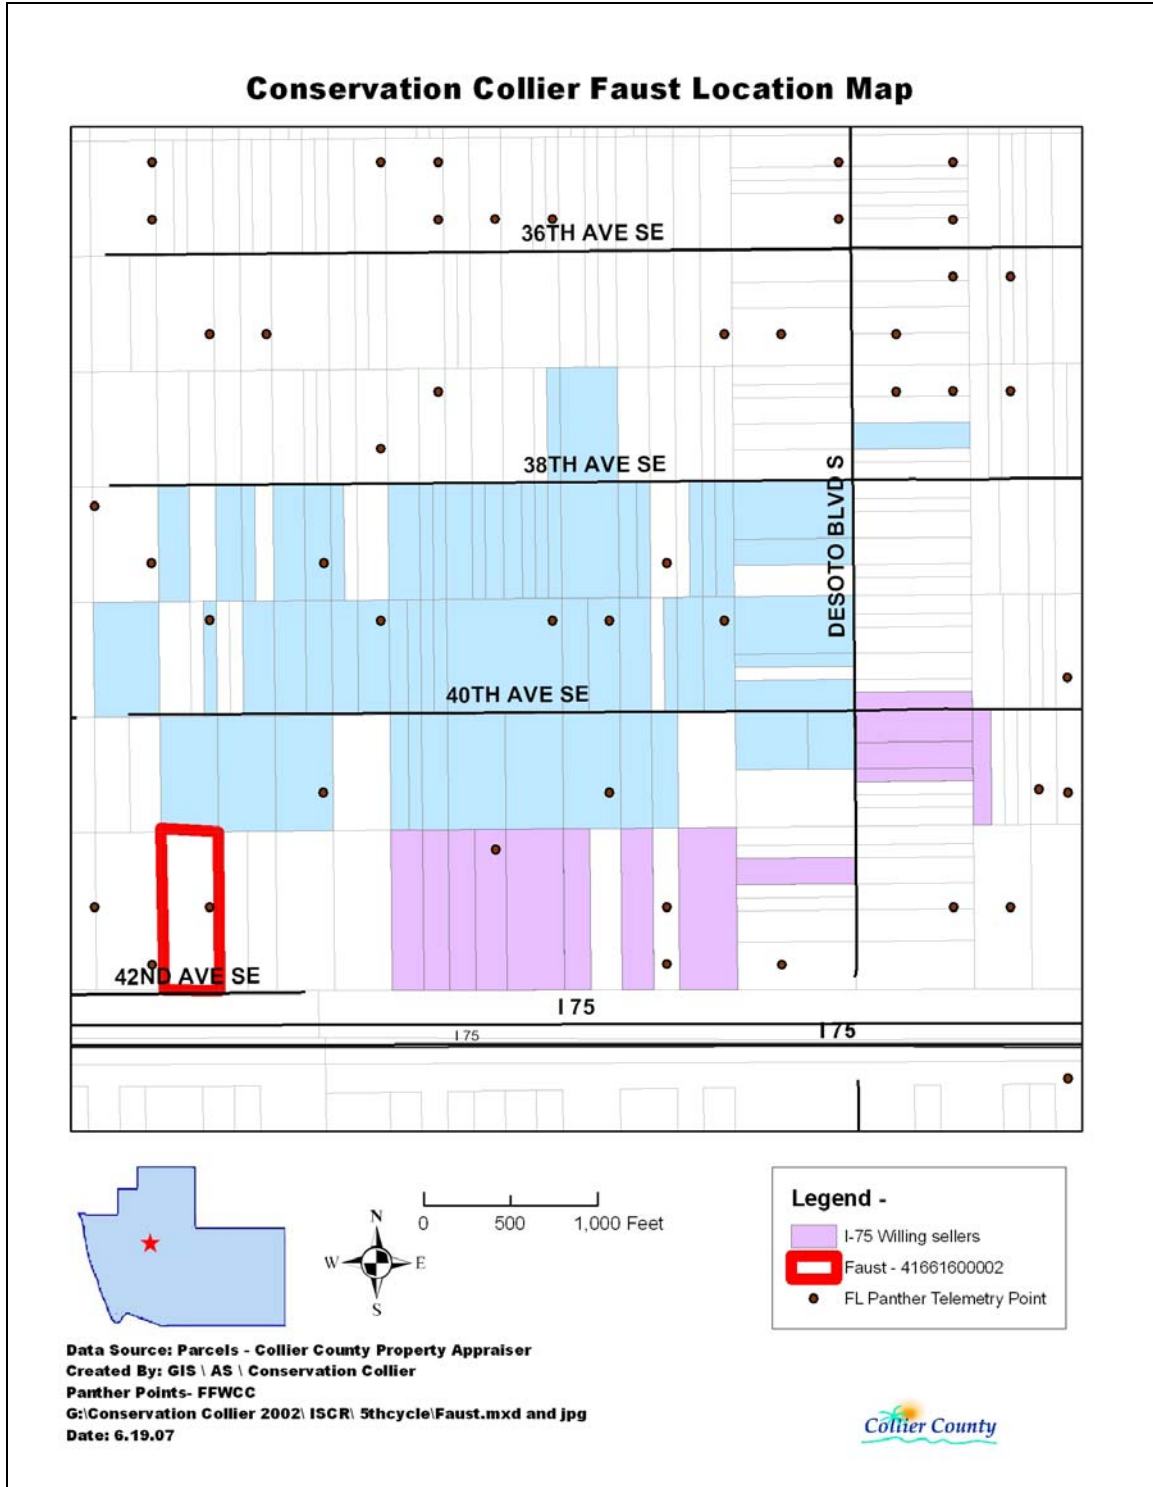 Conservation Collier Faust Location Map
36TH AVE SE
38TH AVE SE
DESOTO BLVD S
40TH AVE SE
42ND AVE SE
I 75
I 75
I 75
N
W E
S
0 500 1,000 Feet
Legend -
I-75 Willing sellers
Faust - 41661600002
FL Panther Telemetry Point
Data Source: Parcels - Collier County Property Appraiser
Created By: GIS \ AS \ Conservation Collier
Panther Points- FFWCC
G:\Conservation Collier 2002\ ISCR\ 5thcycle\Faust.mxd and jpg
Date: 6.19.07
Collier County